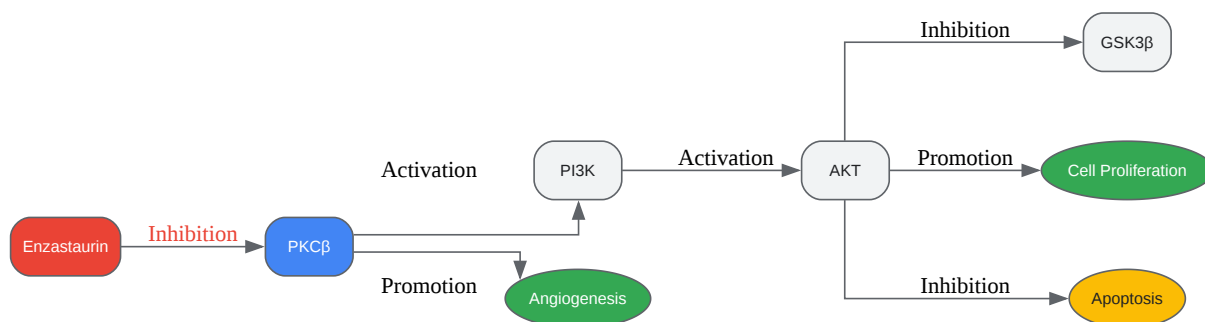 Inhibition
GSK3β
Activation
PI3K
Activation
AKT
Promotion
Cell Proliferation
Enzastaurin
Inhibition
PKCβ
Promotion
Angiogenesis
Inhibition
Apoptosis